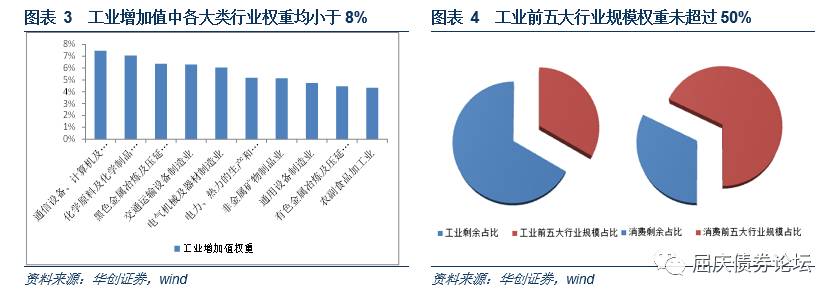 图表 3 工业增加值中各大类行业权重均小于 8%
8%
7%
6%
5%
4%
3%
2%
1%
0%
通信设备、计算机及…
化学原料及化学制品…
黑色金属冶炼及压延…
交通运输设备制造业
电气机械及器材制造业
电力、热力的生产和…
非金属矿物制品业
通用设备制造业
有色金属冶炼及压延…
农副食品加工业
工业增加值权重
资料来源：华创证券，wind
图表 4 工业前五大行业规模权重未超过 50%
工业剩余占比 工业前五大行业规模占比 消费剩余占比 消费前五大行业规模占比
资料来源：华创证券，wind
屈庆债券论坛